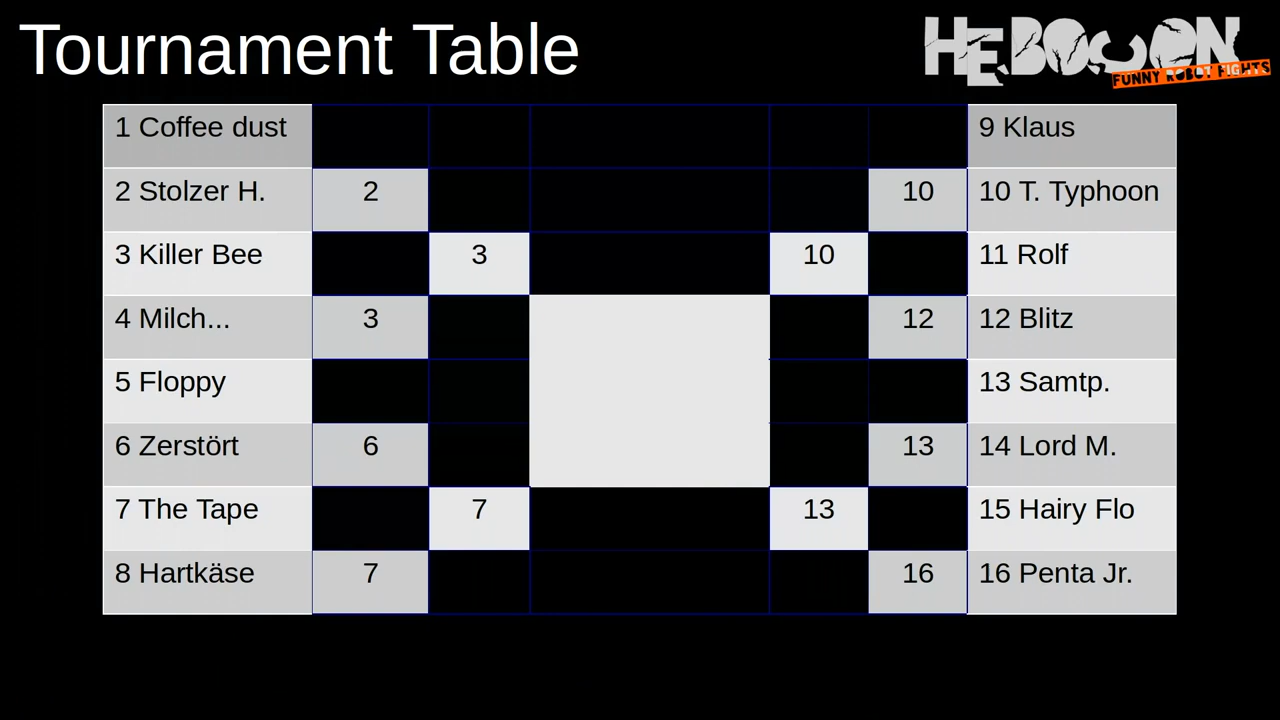 Tournament Table
HEBOCON
FUNNY ROBOT FIGHTS
1 Coffee dust
9 Klaus
2 Stolzer H.
2
10
10 T. Typhoon
3 Killer Bee
3
10
11 Rolf
4 Milch...
3
12
12 Blitz
5 Floppy
13 Samtp.
6 Zerstört
6
13
14 Lord M.
7 The Tape
7
13
15 Hairy Flo
8 Hartkäse
7
16
16 Penta Jr.